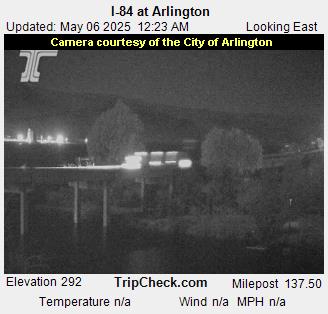 I-84 at Arlington
Updated: May 06 2025 12:23 AM Looking East
Camera courtesy of the City of Arlington
Elevation 292 TripCheck.com Milepost 137.50
Temperature n/a Wind n/a MPH n/a